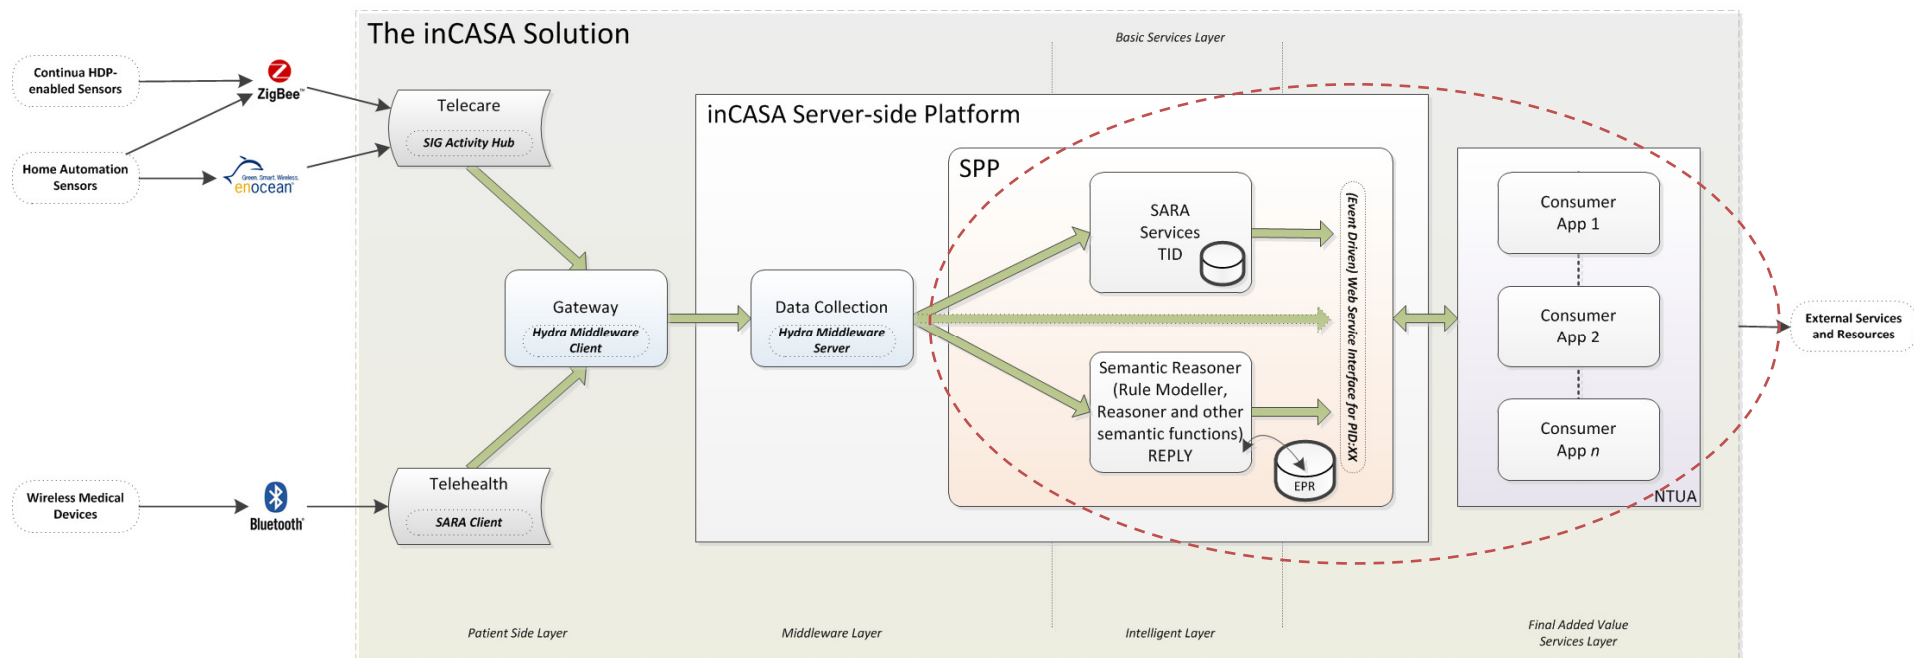 The inCASA Solution
Basic Services Layer
Continua HDP-
enabled Sensors
ZigBee™
Home Automation
Sensors
Green. Smart. Wireless.
enocean®
Wireless Medical
Devices
Bluetooth®
Telecare
SIG Activity Hub
Gateway
Hydra Middleware
Client
Telehealth
SARA Client
inCASA Server-side Platform
Data Collection
Hydra Middleware
Server
SPP
SARA
Services
TID
Semantic Reasoner
(Rule Modeller,
Reasoner and other
semantic functions)
REPLY
EPR
(Event Driven) Web Service Interface for PID:XX
Consumer
App 1
Consumer
App 2
Consumer
App n
NTUA
External Services
and Resources
Patient Side Layer
Middleware Layer
Intelligent Layer
Final Added Value
Services Layer